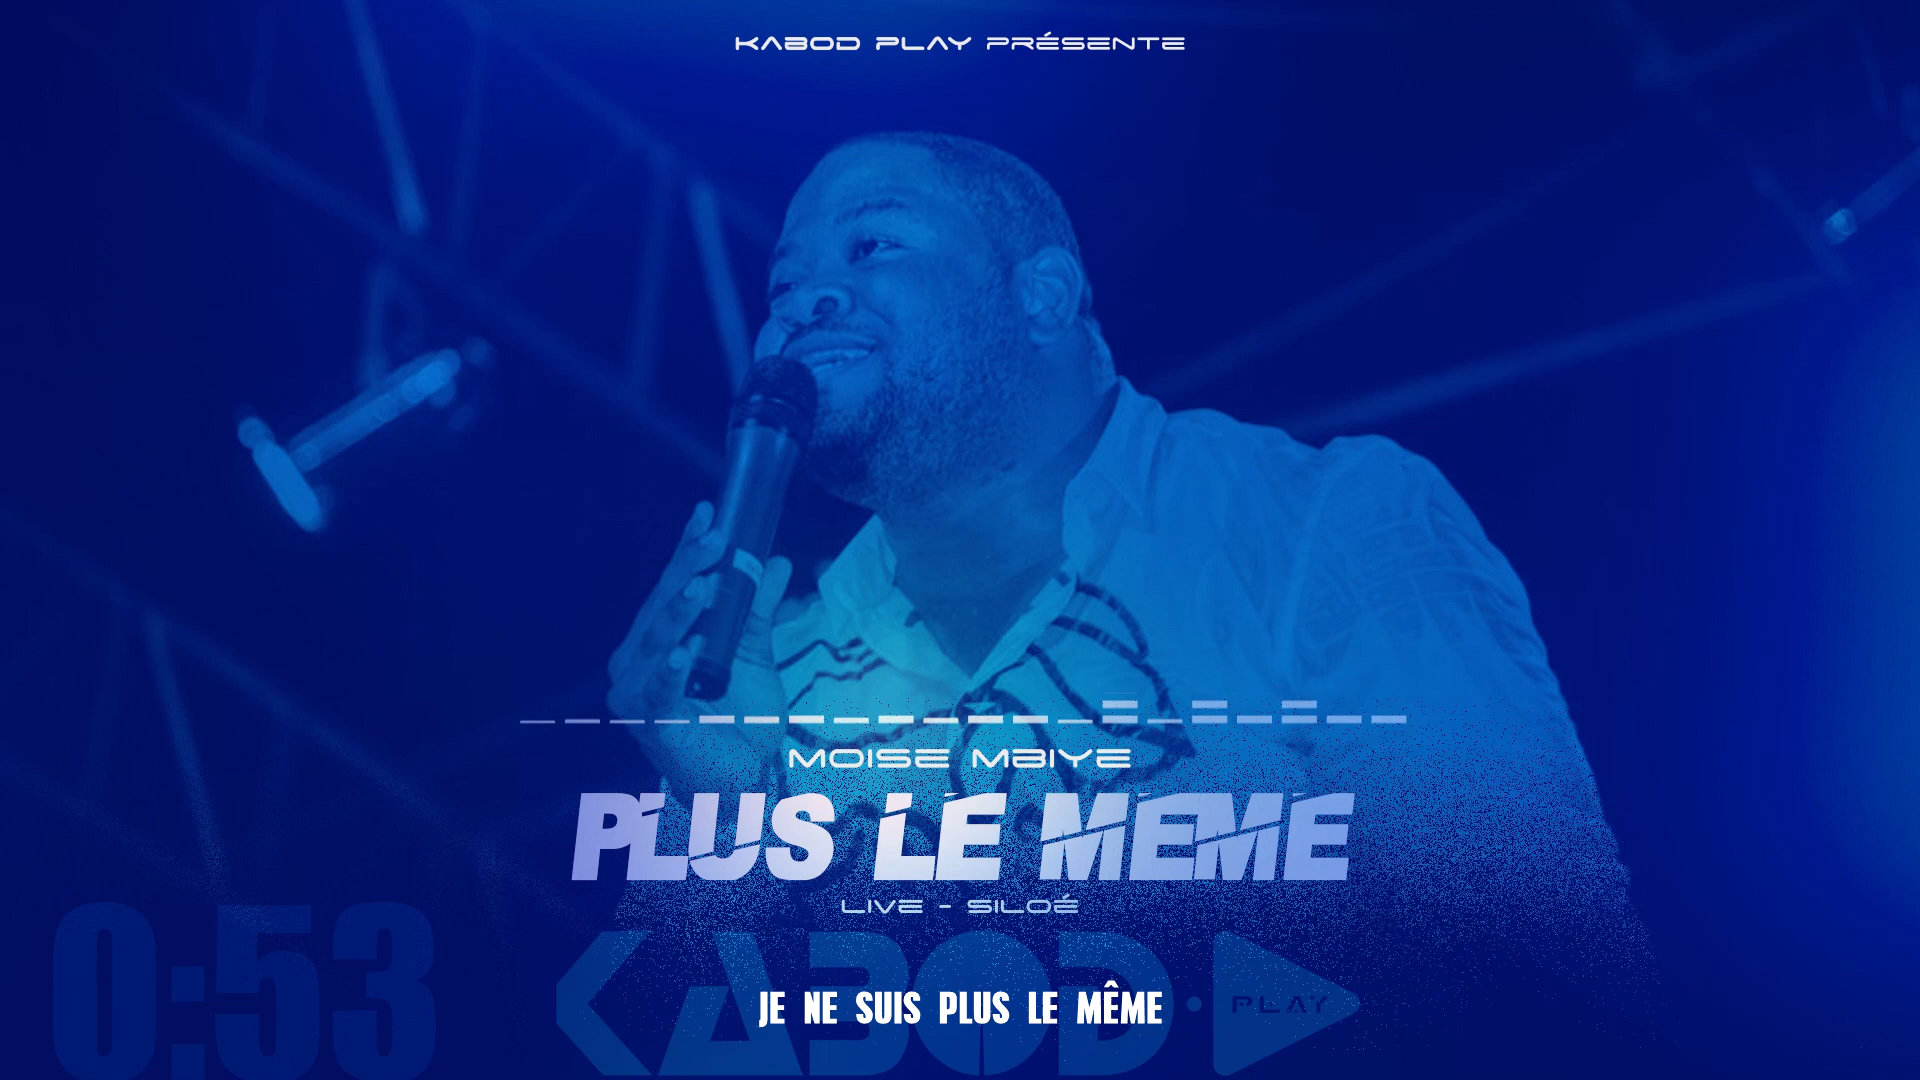 KABOD PLAY PRÉSENTE
MOISE MBIYE
PLUS LE MEME
LIVE - SILOÉ
0:53
KABOD PLAY
JE NE SUIS PLUS LE MÊME